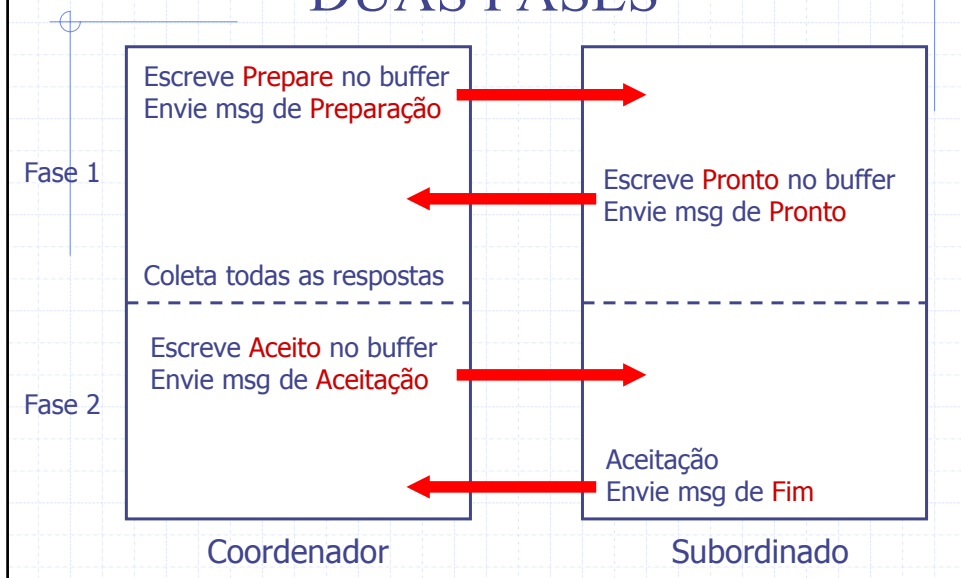 DUAS FASES
Escreve Prepare no buffer
Envie msg de Preparação
Fase 1
Escreve Pronto no buffer
Envie msg de Pronto
Coleta todas as respostas
Escreve Aceito no buffer
Envie msg de Aceitação
Fase 2
Aceitação
Envie msg de Fim
Coordenador
Subordinado